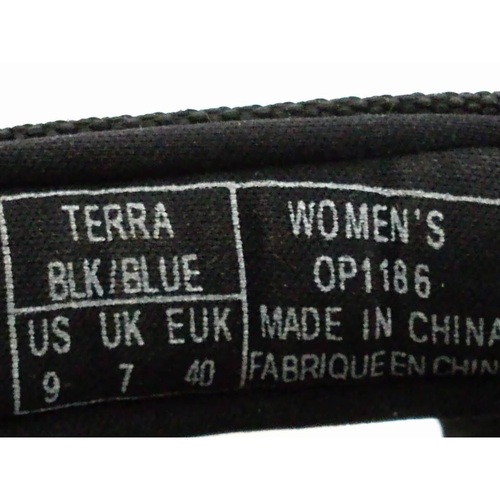 TERRA
BLK/BLUE
US UK EUK
9 7 40
WOMEN'S
OP1186
MADE IN CHINA
FABRIQUE EN CHIN